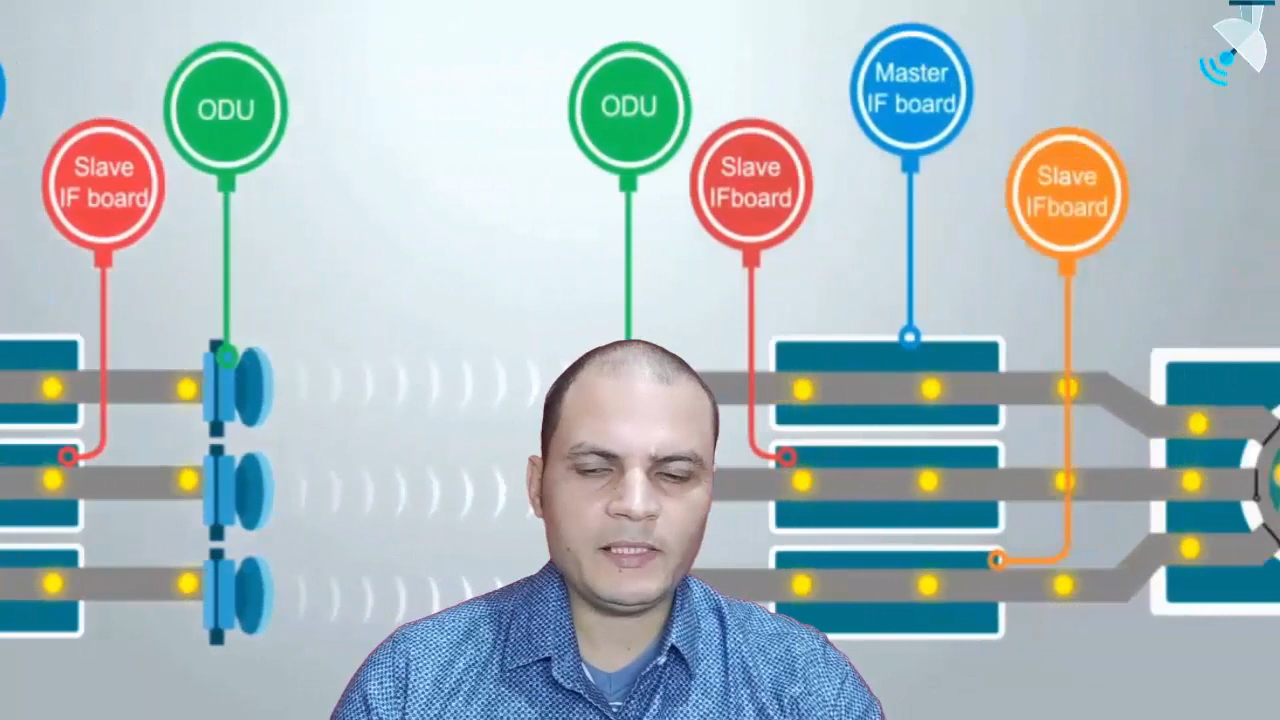 ODU
Slave
IF board
ODU
Slave
IFboard
Master
IF board
Slave
IFboard